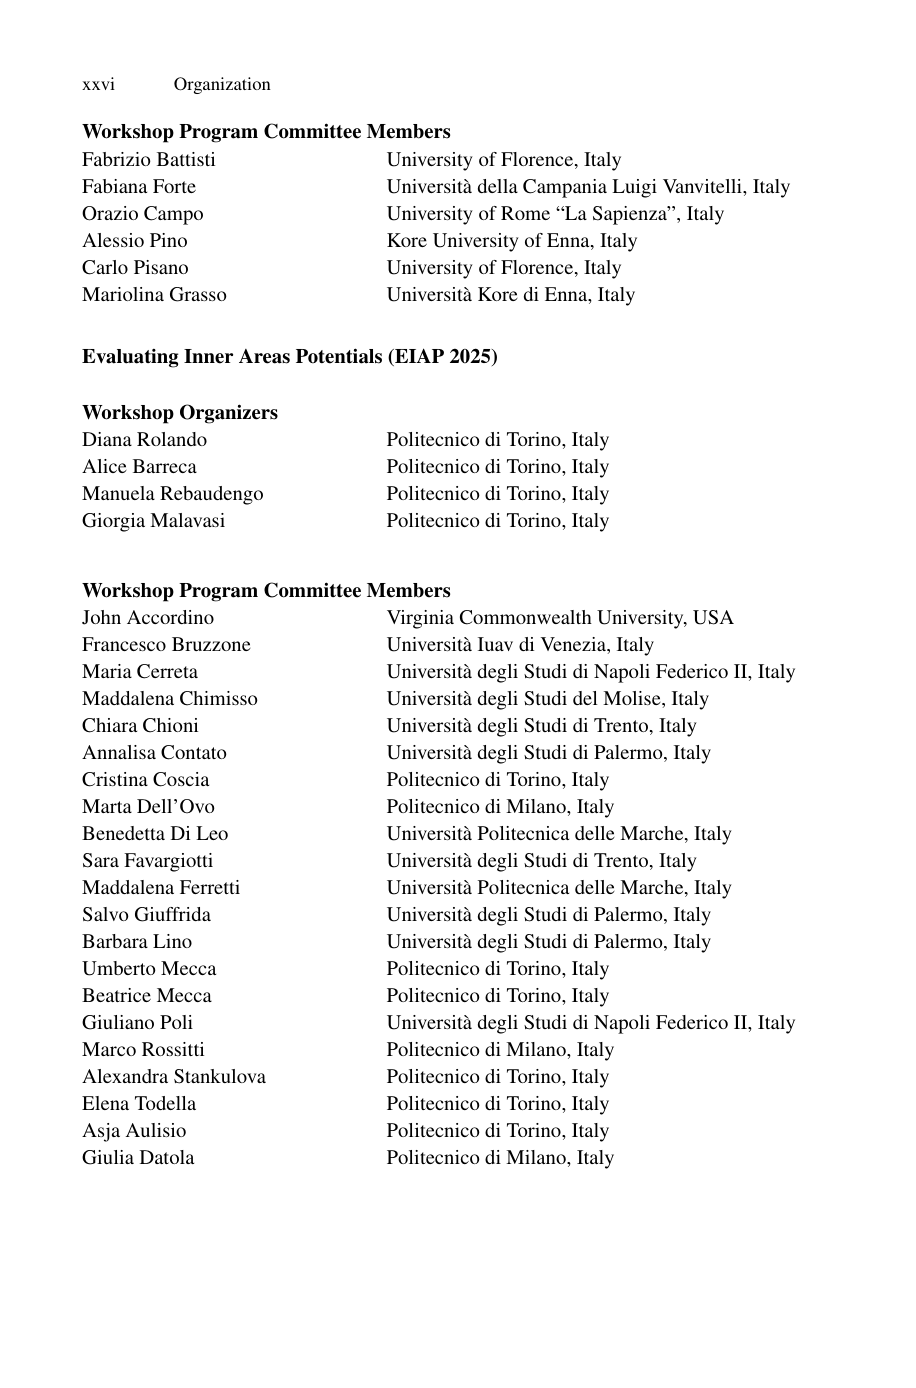 xxvi Organization
Workshop Program Committee Members
Fabrizio Battisti University of Florence, Italy
Fabiana Forte Università della Campania Luigi Vanvitelli, Italy
Orazio Campo University of Rome “La Sapienza”, Italy
Alessio Pino Kore University of Enna, Italy
Carlo Pisano University of Florence, Italy
Mariolina Grasso Università Kore di Enna, Italy
Evaluating Inner Areas Potentials (EIAP 2025)
Workshop Organizers
Diana Rolando Politecnico di Torino, Italy
Alice Barreca Politecnico di Torino, Italy
Manuela Rebaudengo Politecnico di Torino, Italy
Giorgia Malavasi Politecnico di Torino, Italy
Workshop Program Committee Members
John Accordino Virginia Commonwealth University, USA
Francesco Bruzzone Università Iuav di Venezia, Italy
Maria Cerreta Università degli Studi di Napoli Federico II, Italy
Maddalena Chimisso Università degli Studi del Molise, Italy
Chiara Chioni Università degli Studi di Trento, Italy
Annalisa Contato Università degli Studi di Palermo, Italy
Cristina Coscia Politecnico di Torino, Italy
Marta Dell’Ovo Politecnico di Milano, Italy
Benedetta Di Leo Università Politecnica delle Marche, Italy
Sara Favargiotti Università degli Studi di Trento, Italy
Maddalena Ferretti Università Politecnica delle Marche, Italy
Salvo Giuffrida Università degli Studi di Palermo, Italy
Barbara Lino Università degli Studi di Palermo, Italy
Umberto Mecca Politecnico di Torino, Italy
Beatrice Mecca Politecnico di Torino, Italy
Giuliano Poli Università degli Studi di Napoli Federico II, Italy
Marco Rossitti Politecnico di Milano, Italy
Alexandra Stankulova Politecnico di Torino, Italy
Elena Todella Politecnico di Torino, Italy
Asja Aulisio Politecnico di Torino, Italy
Giulia Datola Politecnico di Milano, Italy